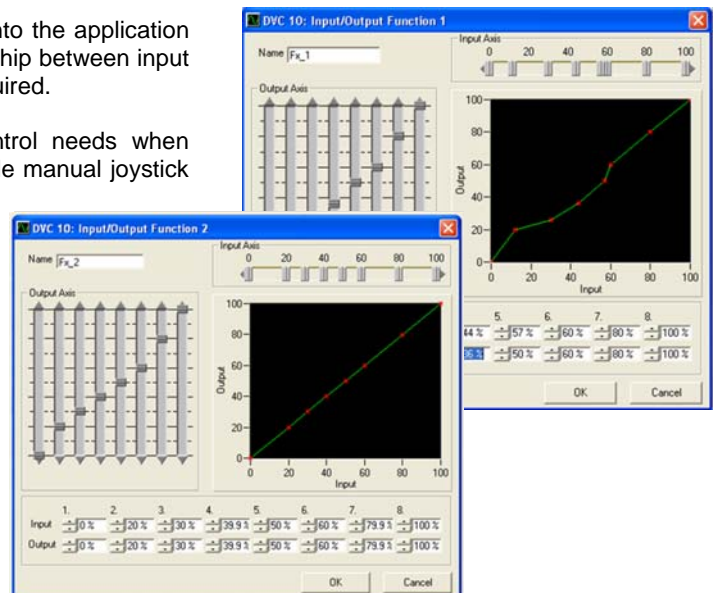 nto the application
ship between input
uired.
ntrol needs when
le manual joystick
DVC 10: Input/Output Function 1
Name Fx_1
Input Axis
0 20 40 60 80 100
Output Axis
100
80
60
40
20
0
Output
0 20 40 60 80 100
Input
5. 6. 7. 8.
44 % 57 % 60 % 80 % 100 %
36 % 50 % 60 % 80 % 100 %
OK Cancel
DVC 10: Input/Output Function 2
Name Fx_2
Input Axis
0 20 40 60 80 100
Output Axis
100
80
60
40
20
0
Output
0 20 40 60 80 100
Input
1. 2. 3. 4. 5. 6. 7. 8.
Input 0 % 20 % 30 % 39.9 % 50 % 60 % 79.9 % 100 %
Output 0 % 20 % 30 % 39.9 % 50 % 60 % 79.9 % 100 %
OK Cancel